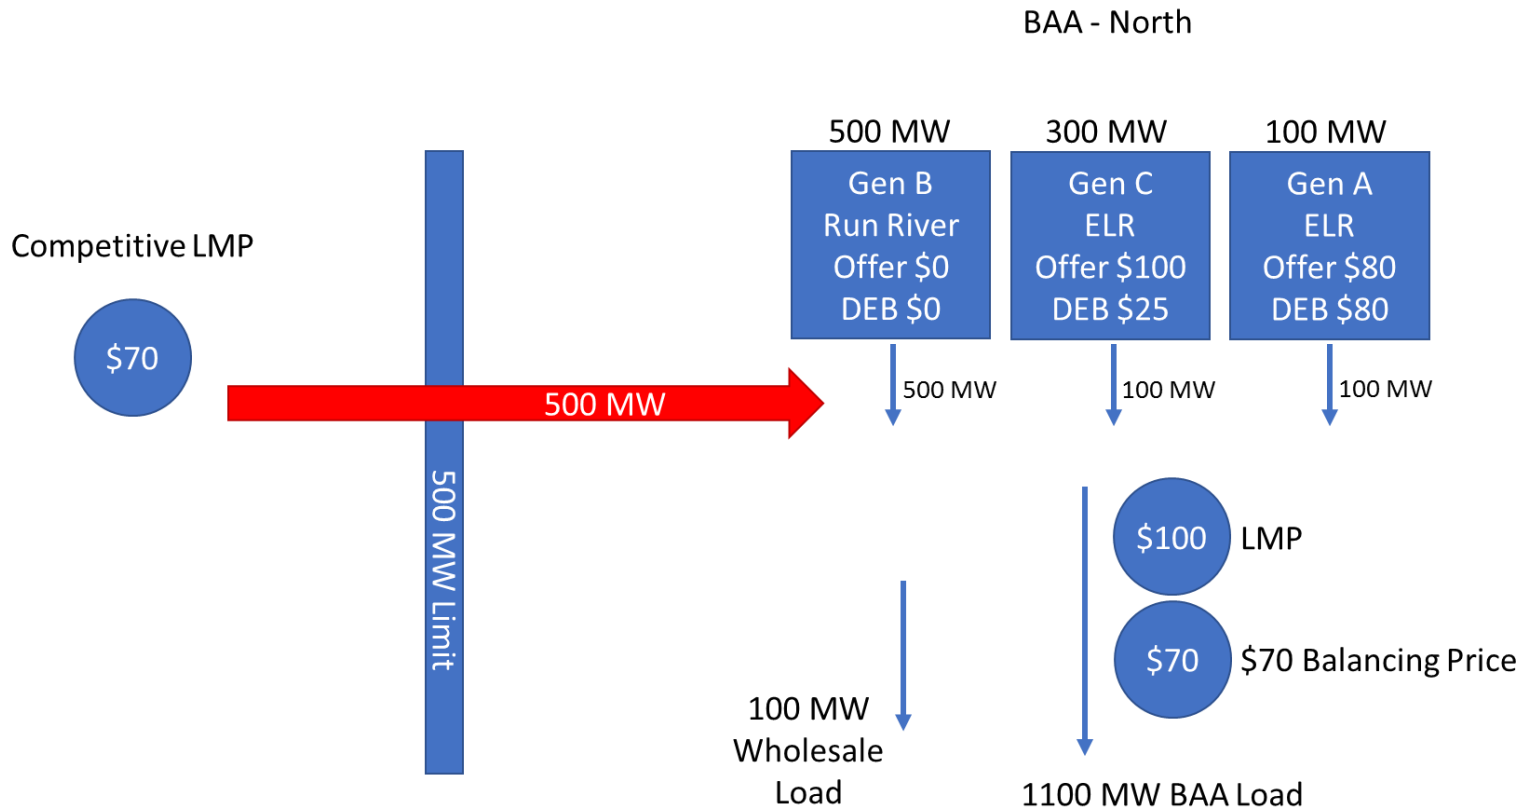 BAA - North
500 MW
Gen B
Run River
Offer $0
DEB $0
300 MW
Gen C
ELR
Offer $100
DEB $25
100 MW
Gen A
ELR
Offer $80
DEB $80
Competitive LMP
$70
500 MW
500 MW Limit
500 MW
100 MW
100 MW
$100
LMP
$70
$70 Balancing Price
100 MW
Wholesale
Load
1100 MW BAA Load